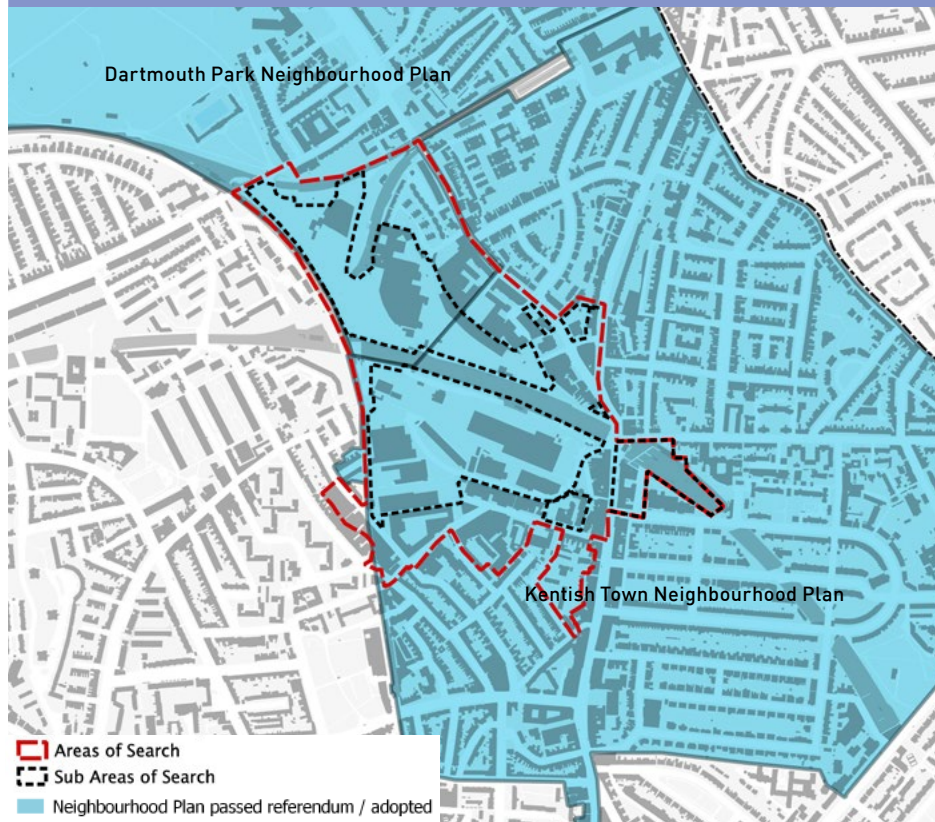 Dartmouth Park Neighbourhood Plan
Kentish Town Neighbourhood Plan
Areas of Search
Sub Areas of Search
Neighbourhood Plan passed referendum / adopted